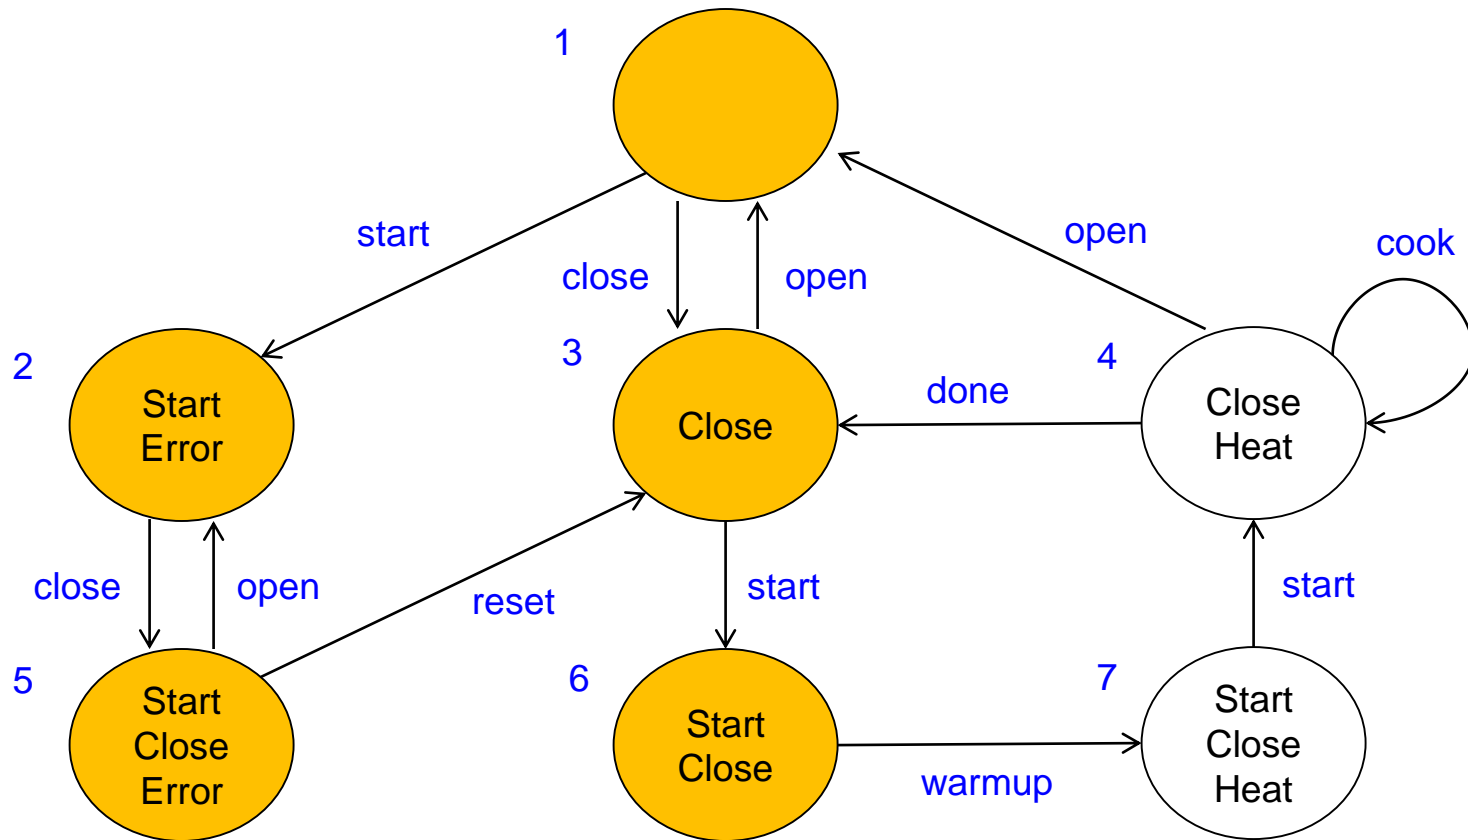 1
start
close
open
open
cook
2
Start
Error
3
Close
done
4
Close
Heat
close
open
reset
start
start
5
Start
Close
Error
6
Start
Close
warmup
7
Start
Close
Heat